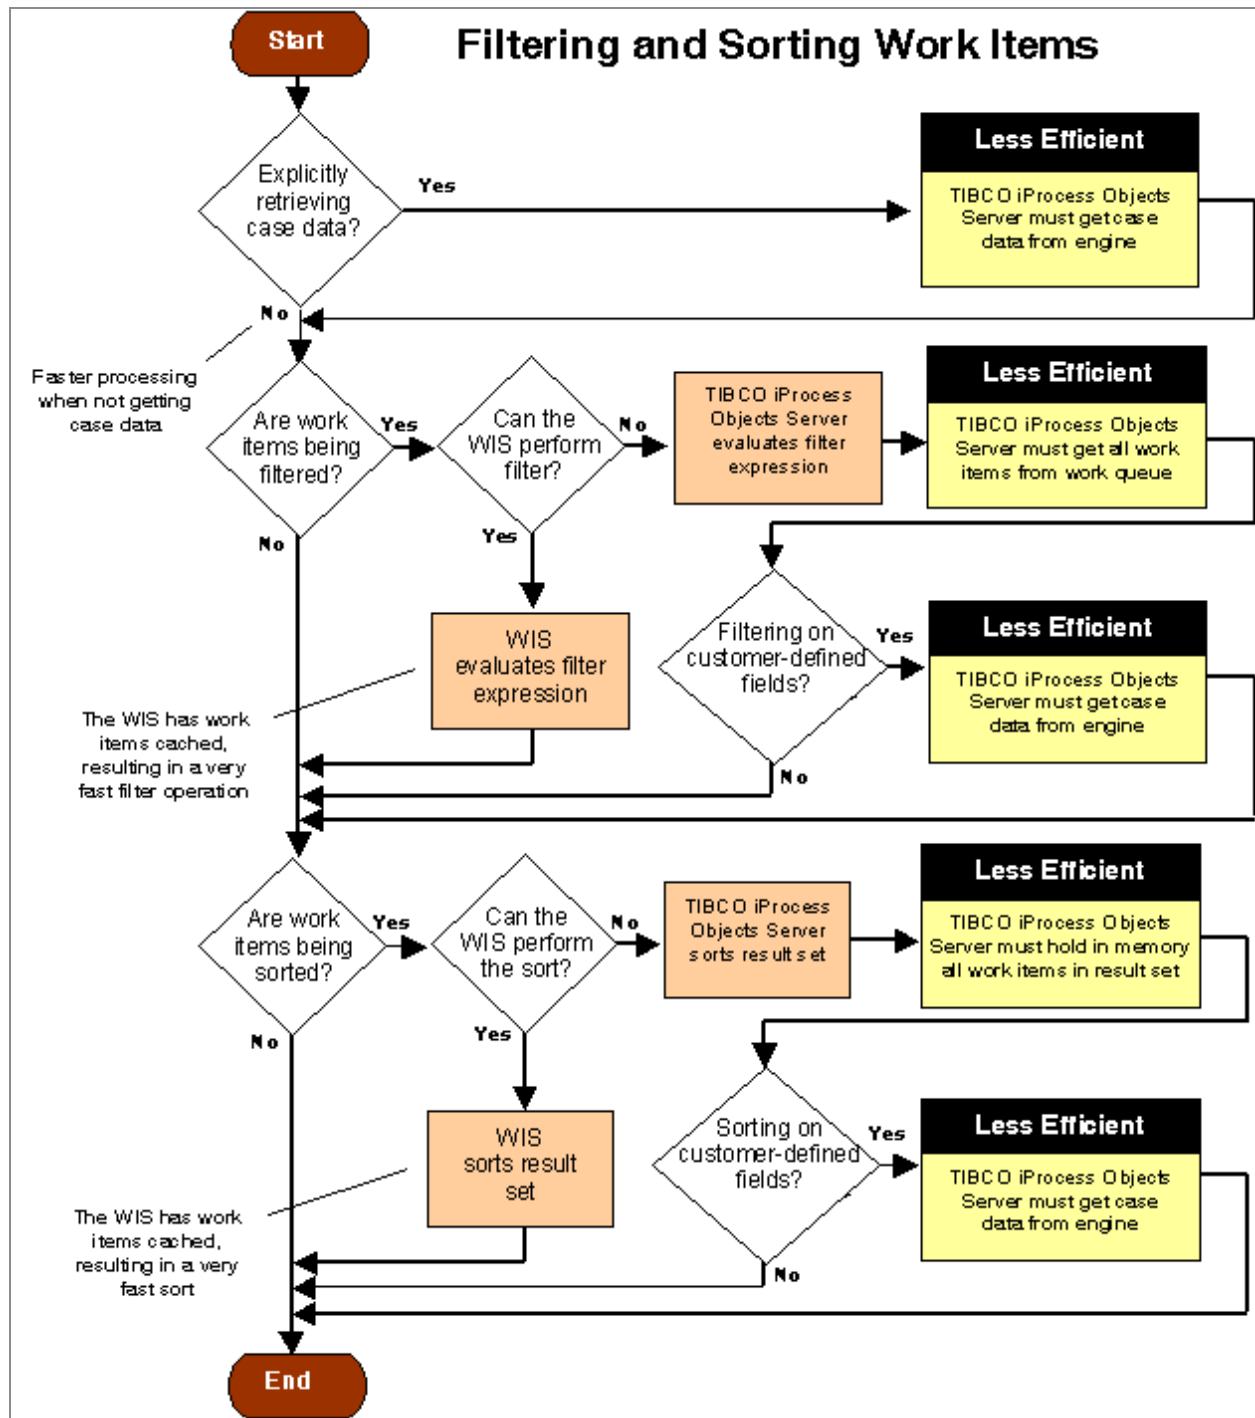 Start
Filtering and Sorting Work Items
Explicitly
retrieving
case data?
Yes
Less Efficient
TIBCO iProcess Objects
Server must get case
data from engine
No
Faster processing
when not getting
case data
Are work
items being
filtered?
Yes
Can the
WIS perform
filter?
No
TIBCO iProcess
Objects Server
evaluates filter
expression
Less Efficient
TIBCO iProcess Objects
Server must get all work
items from work queue
No
Yes
WIS
evaluates filter
expression
Filtering on
customer-defined
fields?
Yes
Less Efficient
TIBCO iProcess Objects
Server must get case
data from engine
The WIS has work
items cached,
resulting in a very
fast filter operation
No
Are work
items being
sorted?
Yes
Can the
WIS perform
the sort?
No
TIBCO iProcess
Objects Server
sorts result set
Less Efficient
TIBCO iProcess Objects
Server must hold in memory
all work items in result set
No
Yes
WIS
sorts result
set
Sorting on
customer-defined
fields?
Yes
Less Efficient
TIBCO iProcess Objects
Server must get case
data from engine
The WIS has work
items cached,
resulting in a very
fast sort
No
End